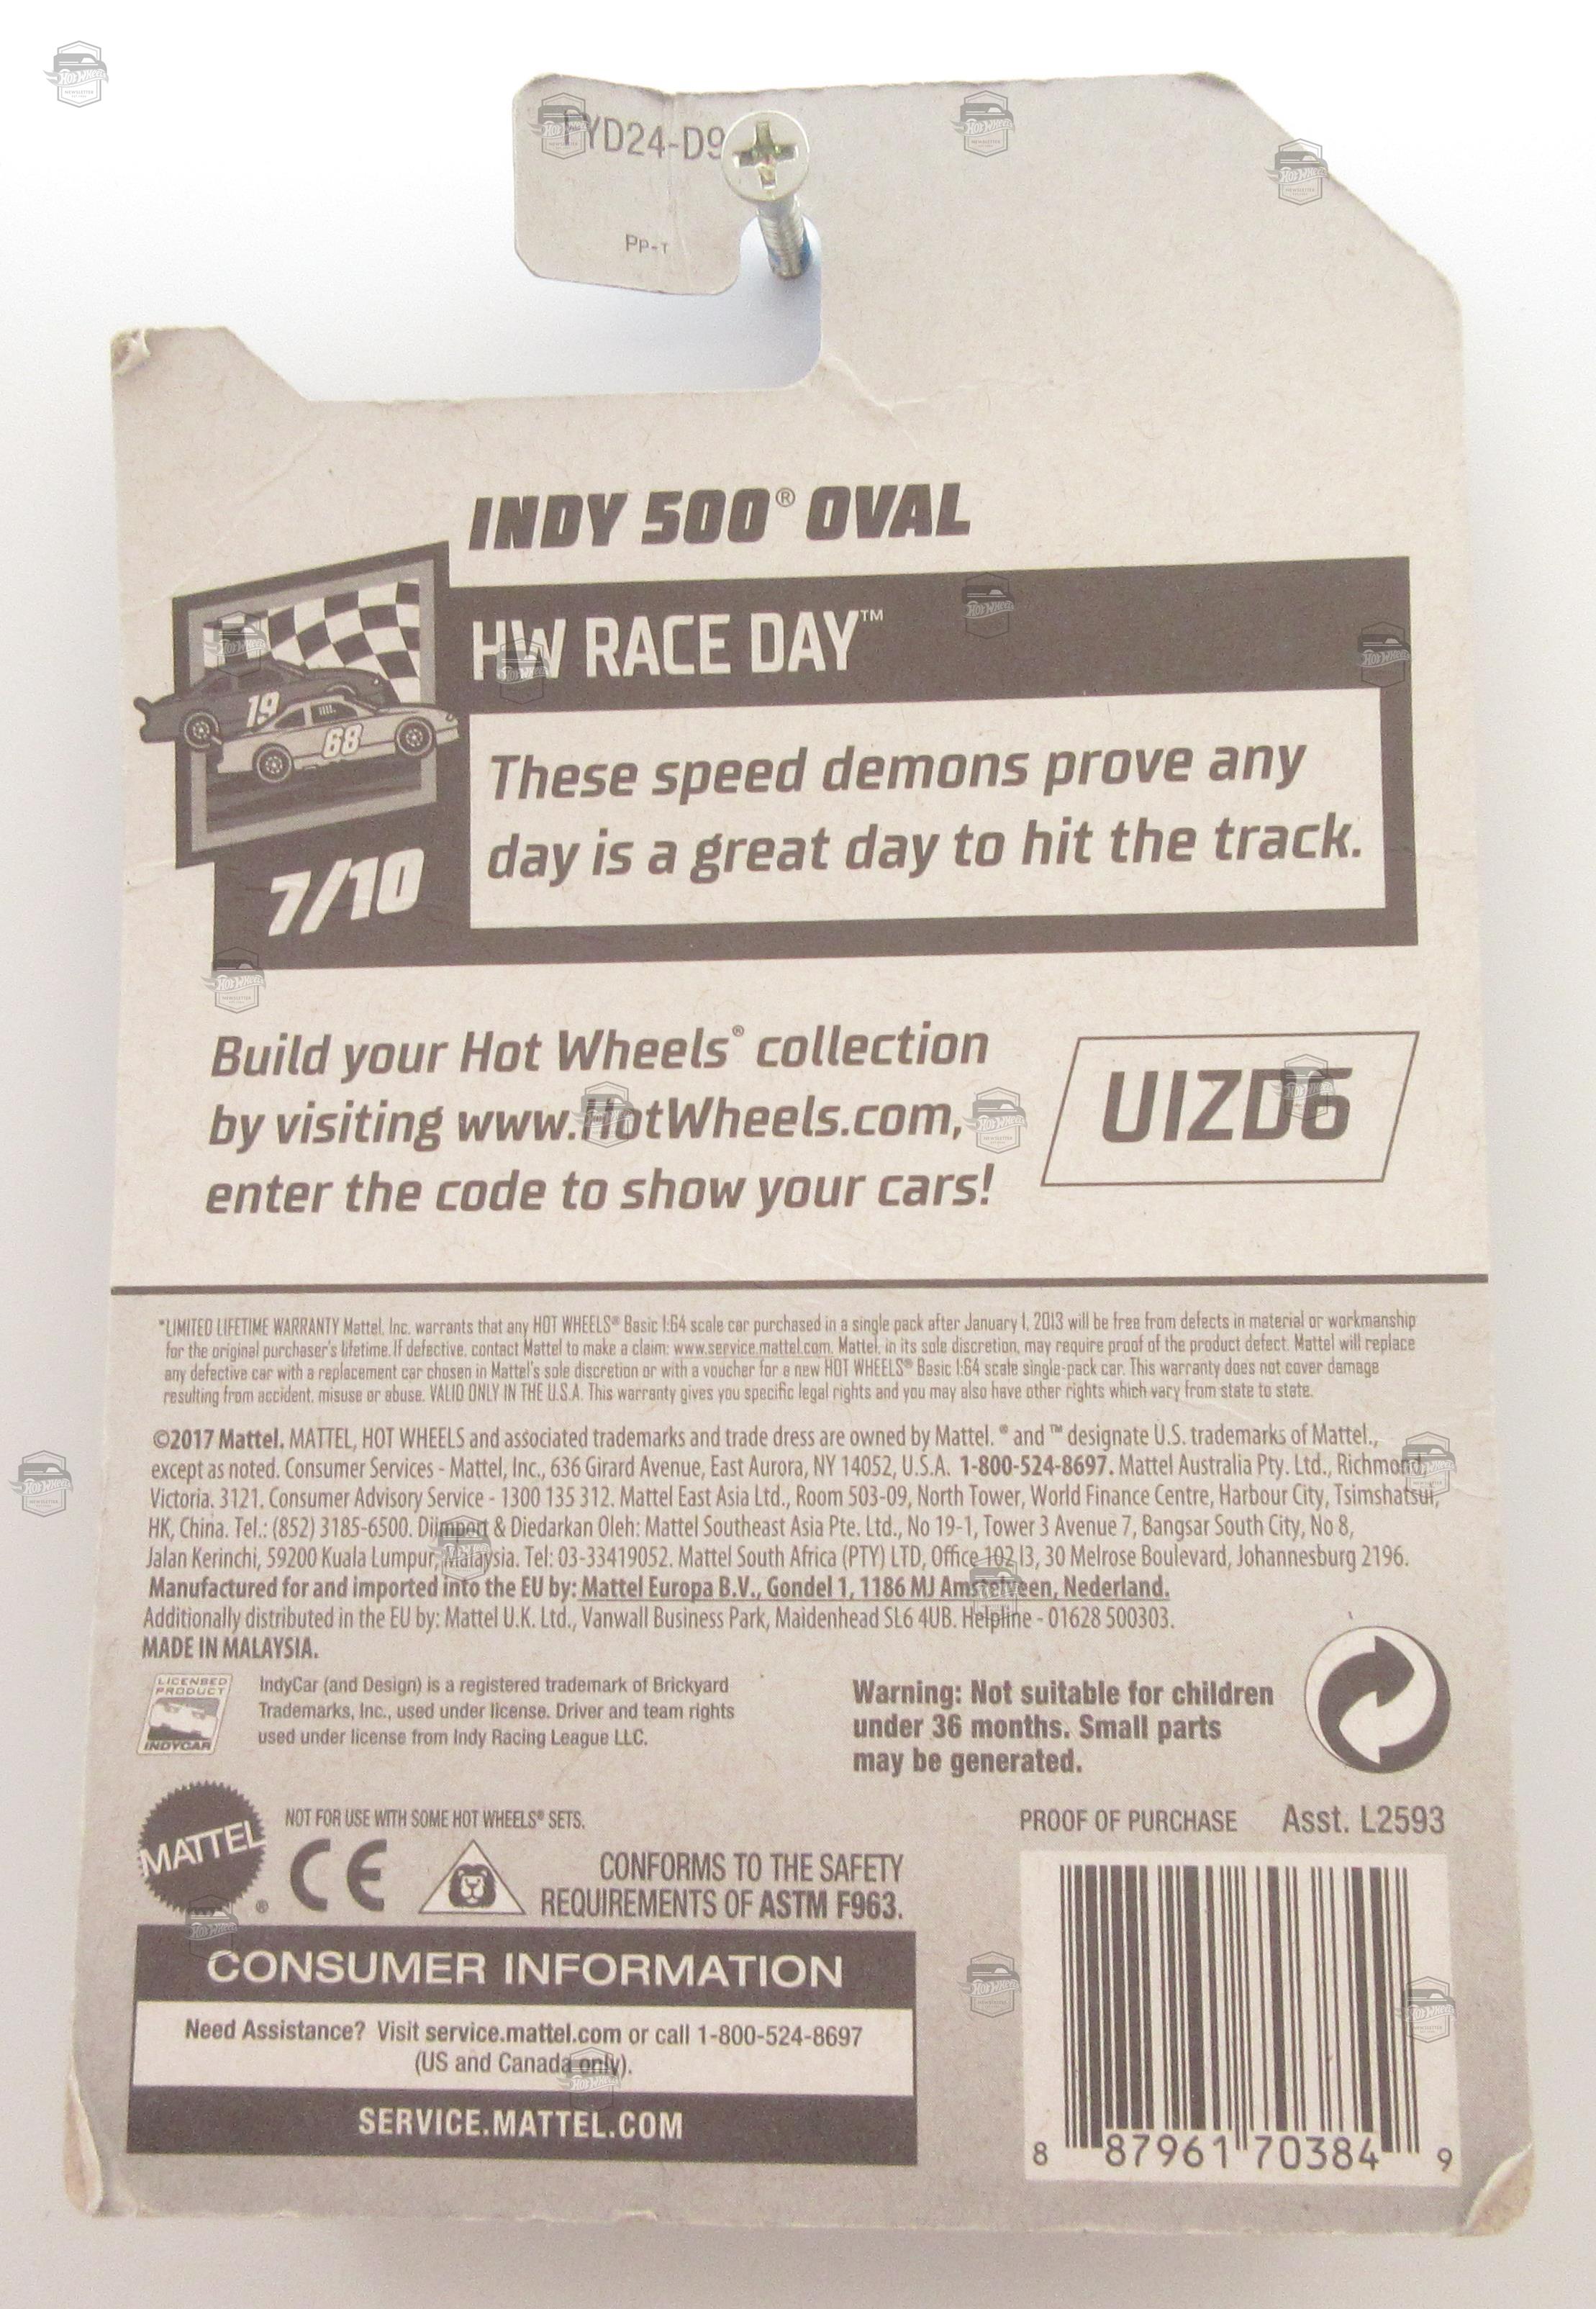 FYD24-D9
PP-T
INDY 500® OVAL
HW RACE DAY™
19
68
7/10
These speed demons prove any
day is a great day to hit the track.
Build your Hot Wheels® collection
by visiting www.HotWheels.com,
enter the code to show your cars!
UIZD6
*LIMITED LIFETIME WARRANTY Mattel, Inc. warrants that any HOT WHEELS® Basic 1:64 scale car purchased in a single pack after January 1, 2013 will be free from defects in material or workmanship
for the original purchaser's lifetime. If defective, contact Mattel to make a claim: www.service.mattel.com. Mattel, in its sole discretion, may require proof of the product defect. Mattel will replace
any defective car with a replacement car chosen in Mattel's sole discretion or with a voucher for a new HOT WHEELS® Basic 1:64 scale single-pack car. This warranty does not cover damage
resulting from accident, misuse or abuse. VALID ONLY IN THE U.S.A. This warranty gives you specific legal rights and you may also have other rights which vary from state to state.
©2017 Mattel. MATTEL, HOT WHEELS and associated trademarks and trade dress are owned by Mattel. ® and ™ designate U.S. trademarks of Mattel.,
except as noted. Consumer Services - Mattel, Inc., 636 Girard Avenue, East Aurora, NY 14052, U.S.A. 1-800-524-8697. Mattel Australia Pty. Ltd., Richmond,
Victoria. 3121. Consumer Advisory Service - 1300 135 312. Mattel East Asia Ltd., Room 503-09, North Tower, World Finance Centre, Harbour City, Tsimshatsui,
HK, China. Tel.: (852) 3185-6500. Diimport & Diedarkan Oleh: Mattel Southeast Asia Pte. Ltd., No 19-1, Tower 3 Avenue 7, Bangsar South City, No 8,
Jalan Kerinchi, 59200 Kuala Lumpur, Malaysia. Tel: 03-33419052. Mattel South Africa (PTY) LTD, Office 102 I3, 30 Melrose Boulevard, Johannesburg 2196.
Manufactured for and imported into the EU by: Mattel Europa B.V., Gondel 1, 1186 MJ Amstelveen, Nederland.
Additionally distributed in the EU by: Mattel U.K. Ltd., Vanwall Business Park, Maidenhead SL6 4UB. Helpline - 01628 500303.
MADE IN MALAYSIA.
LICENSED
PRODUCT
INDYCAR
IndyCar (and Design) is a registered trademark of Brickyard
Trademarks, Inc., used under license. Driver and team rights
used under license from Indy Racing League LLC.
Warning: Not suitable for children
under 36 months. Small parts
may be generated.
MATTEL®
NOT FOR USE WITH SOME HOT WHEELS® SETS.
CE
CONFORMS TO THE SAFETY
REQUIREMENTS OF ASTM F963.
PROOF OF PURCHASE Asst. L2593
CONSUMER INFORMATION
Need Assistance? Visit service.mattel.com or call 1-800-524-8697
(US and Canada only).
SERVICE.MATTEL.COM
8 87961 70384 9